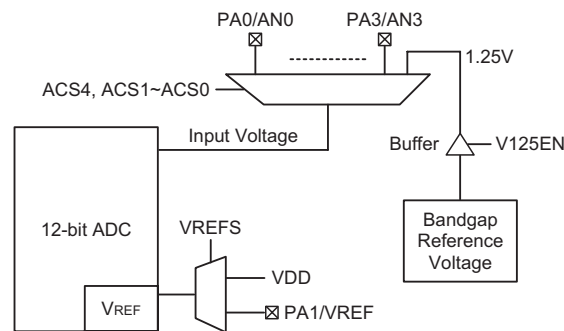 PA0/AN0
PA3/AN3
1.25V
ACS4, ACS1~ACS0
Input Voltage
Buffer
V125EN
12-bit ADC
VREFS
Bandgap
Reference
Voltage
VDD
VREF
PA1/VREF